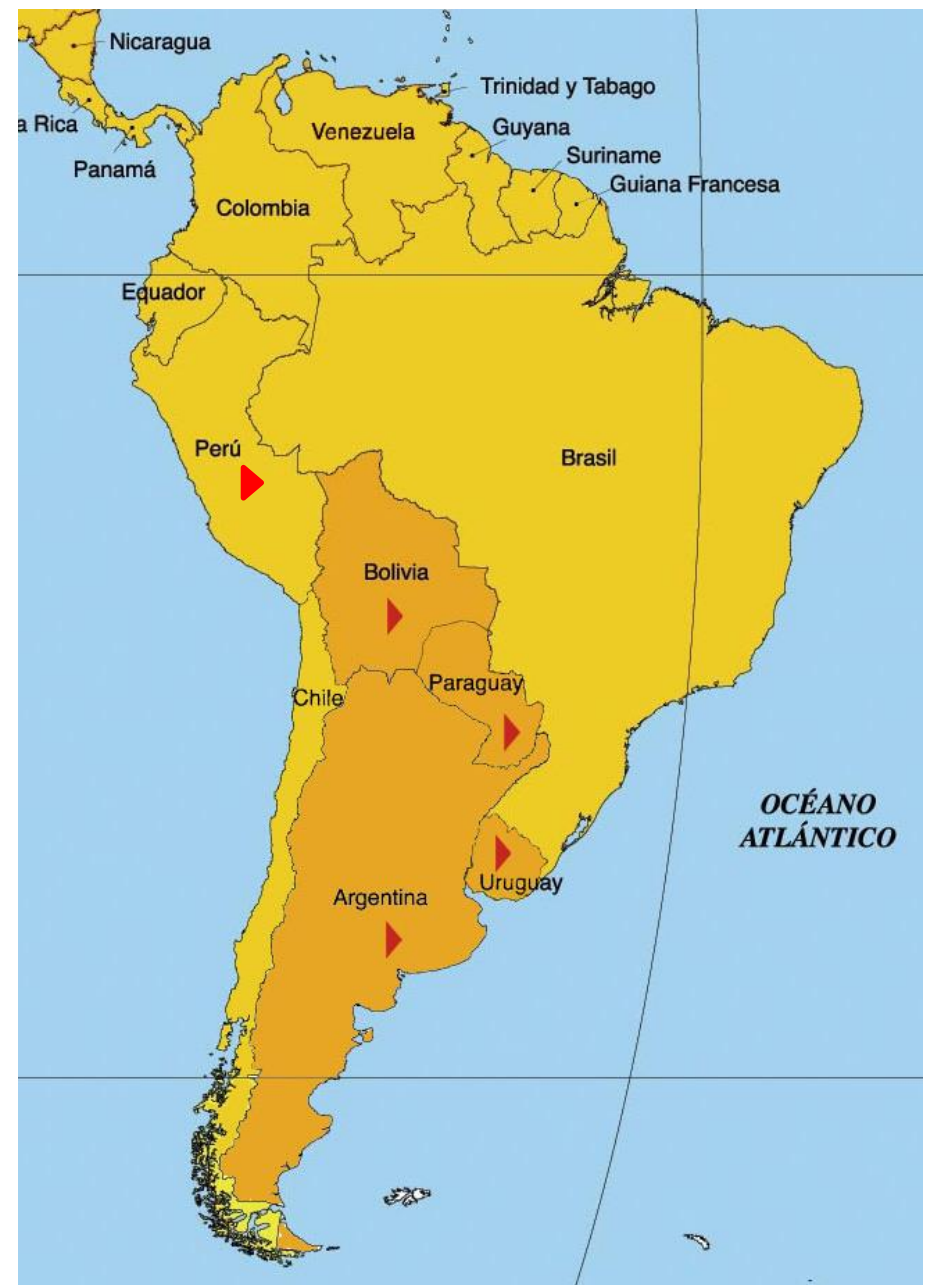 Nicaragua
Trinidad y Tabago
a Rica
Venezuela
Guyana
Panamá
Suriname
Guiana Francesa
Colombia
Equador
Perú
Brasil
Bolivia
Paraguay
Chile
OCÉANO
ATLÁNTICO
Uruguay
Argentina